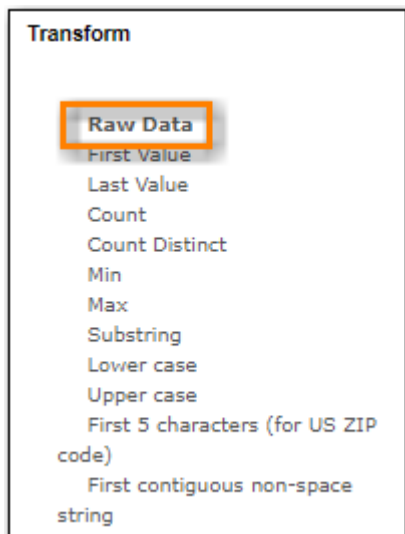 Transform
Raw Data
First Value
Last Value
Count
Count Distinct
Min
Max
Substring
Lower case
Upper case
First 5 characters (for US ZIP
code)
First contiguous non-space
string